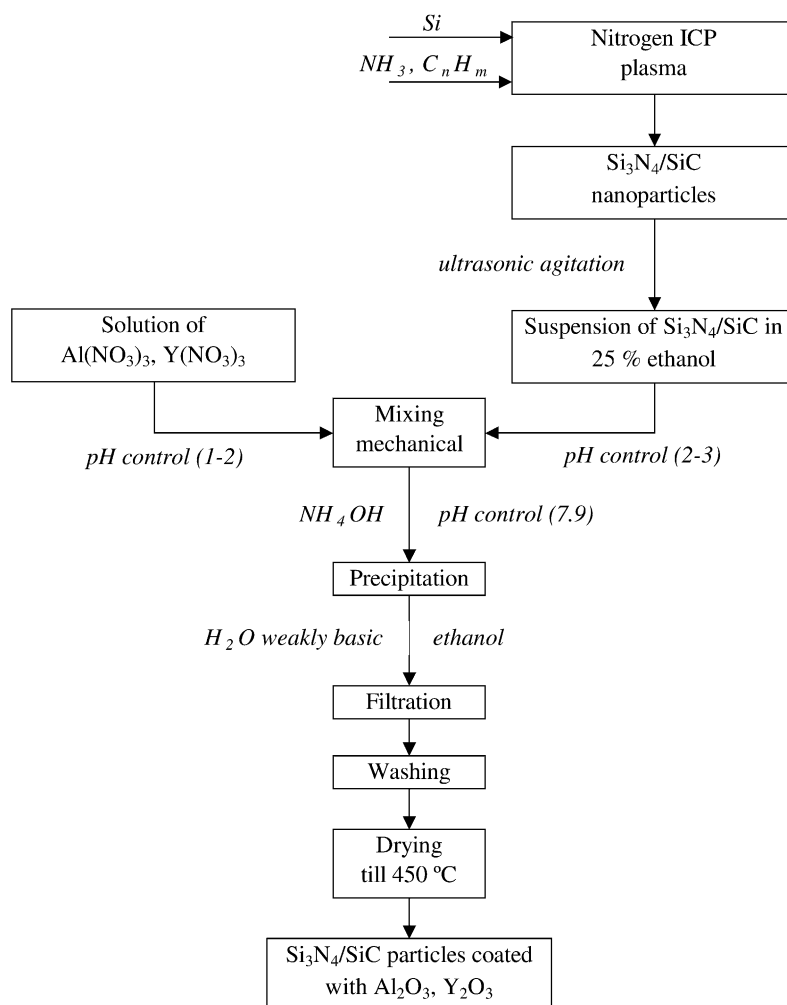 Si
NH₃, CₙHₘ
Nitrogen ICP
plasma
Si₃N₄/SiC
nanoparticles
ultrasonic agitation
Solution of
Al(NO₃)₃, Y(NO₃)₃
Suspension of Si₃N₄/SiC in
25 % ethanol
Mixing
mechanical
pH control (1-2)
pH control (2-3)
NH₄OH
pH control (7.9)
Precipitation
H₂O weakly basic
ethanol
Filtration
Washing
Drying
till 450 ºC
Si₃N₄/SiC particles coated
with Al₂O₃, Y₂O₃